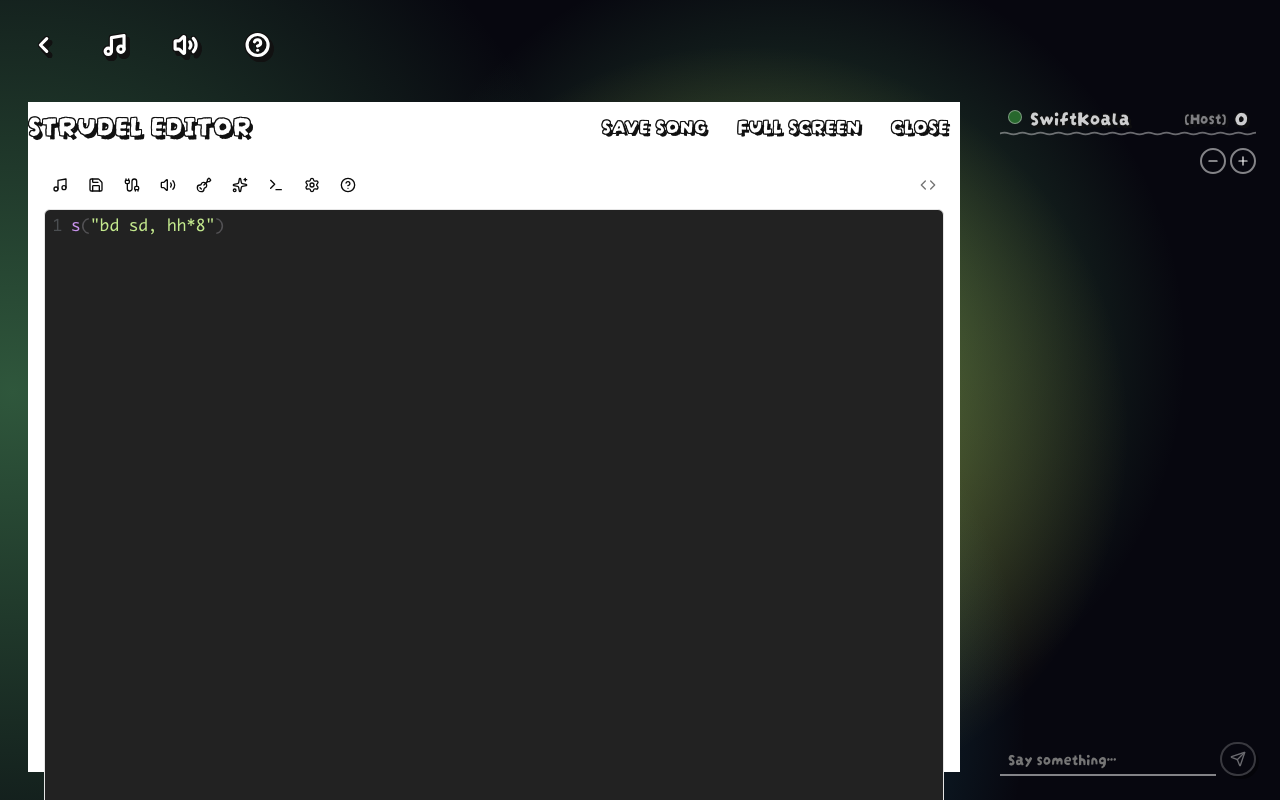 STRUDEL EDITOR
SAVE SONG
FULL SCREEN
CLOSE
SwiftKoala
(Host)
0
1 s("bd sd, hh*8")
Say something...